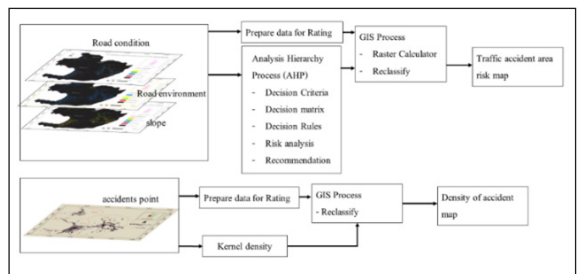 Road condition
Road environment
slope
Prepare data for Rating
Analysis Hierarchy
Process (AHP)
- Decision Criteria
- Decision matrix
- Decision Rules
- Risk analysis
- Recommendation
GIS Process
- Raster Calculator
- Reclassify
Traffic accident area
risk map
accidents point
Prepare data for Rating
Kernel density
GIS Process
- Reclassify
Density of accident
map